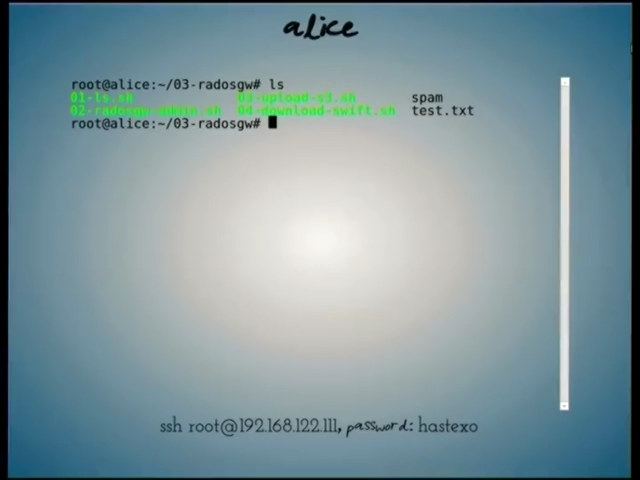 alice
root@alice:~/03-radosgw# ls
01-ls.sh 03-upload-s3.sh spam
02-radosgw-admin.sh 04-download-swift.sh test.txt
root@alice:~/03-radosgw#
ssh root@192.168.122.111, password: hastexo